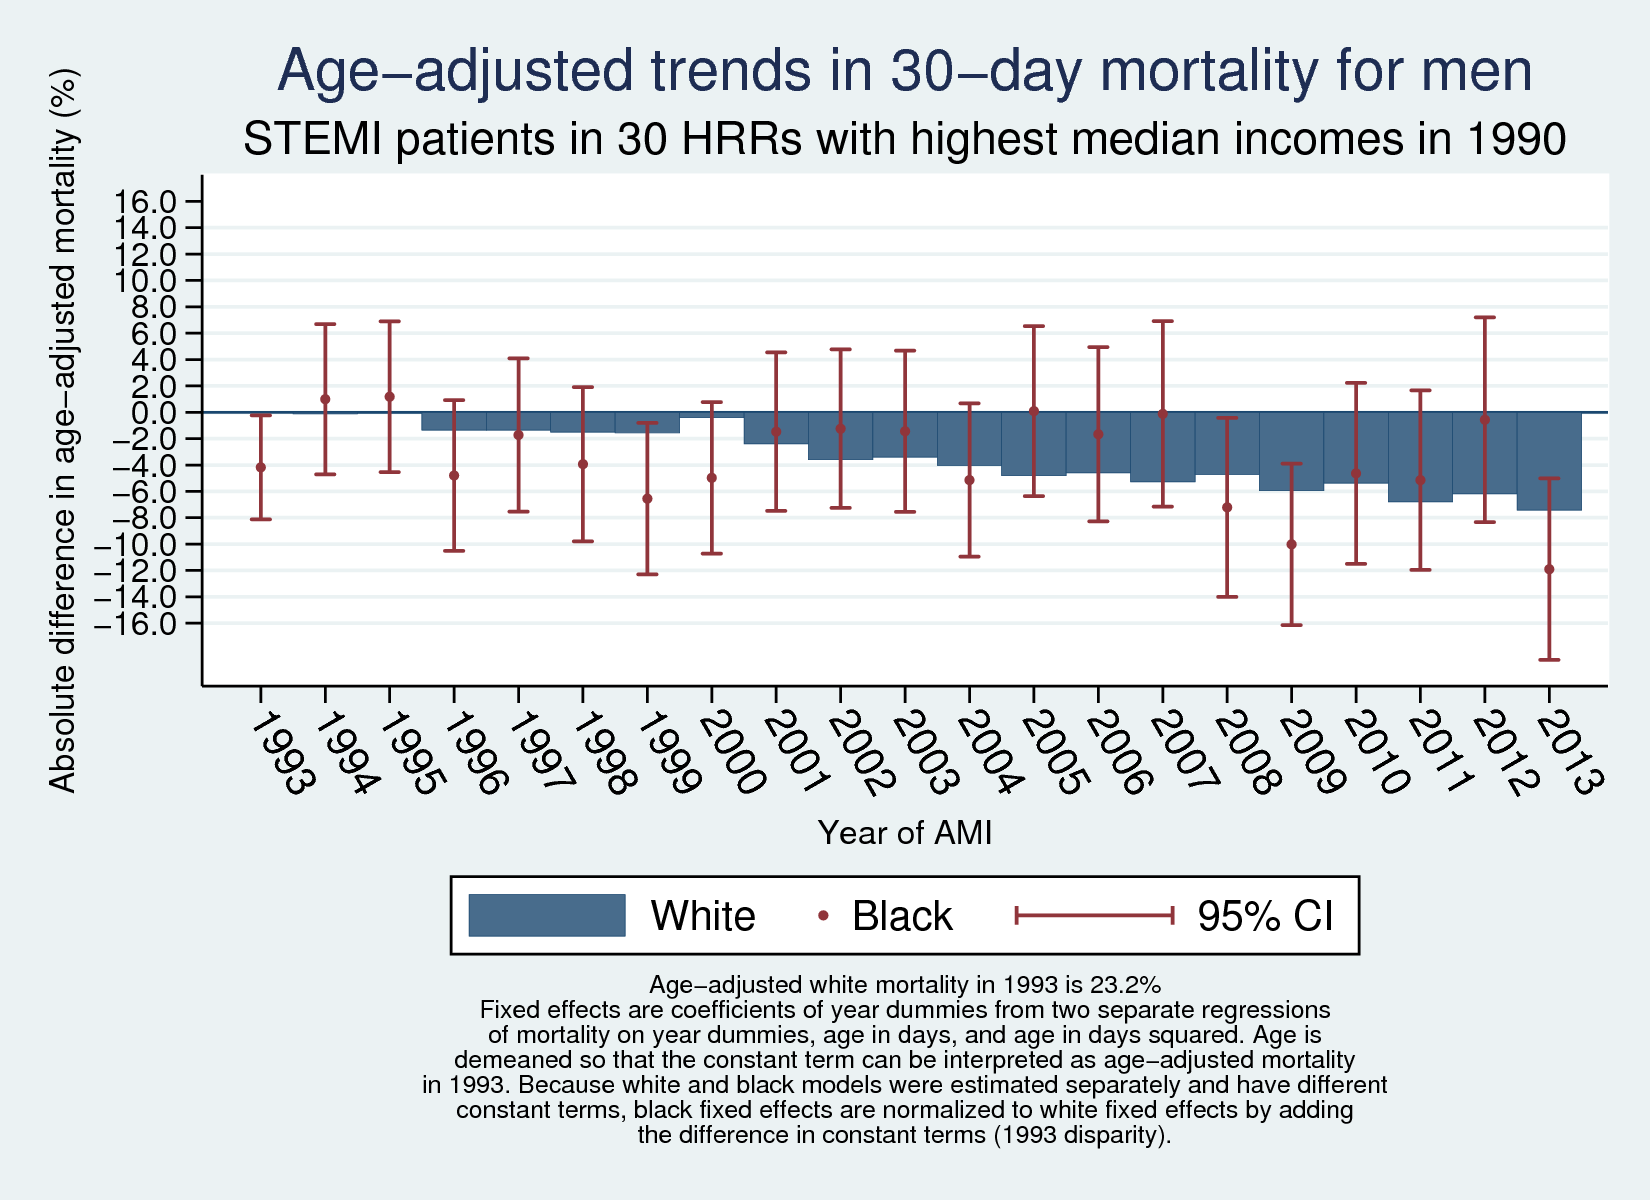 Age−adjusted trends in 30−day mortality for men
STEMI patients in 30 HRRs with highest median incomes in 1990
Absolute difference in age−adjusted mortality (%)
16.0
14.0
12.0
10.0
8.0
6.0
4.0
2.0
0.0
−2.0
−4.0
−6.0
−8.0
−10.0
−12.0
−14.0
−16.0
1993
1994
1995
1996
1997
1998
1999
2000
2001
2002
2003
2004
2005
2006
2007
2008
2009
2010
2011
2012
2013
Year of AMI
White
Black
95% CI
Age−adjusted white mortality in 1993 is 23.2%
Fixed effects are coefficients of year dummies from two separate regressions
of mortality on year dummies, age in days, and age in days squared. Age is
demeaned so that the constant term can be interpreted as age−adjusted mortality
in 1993. Because white and black models were estimated separately and have different
constant terms, black fixed effects are normalized to white fixed effects by adding
the difference in constant terms (1993 disparity).